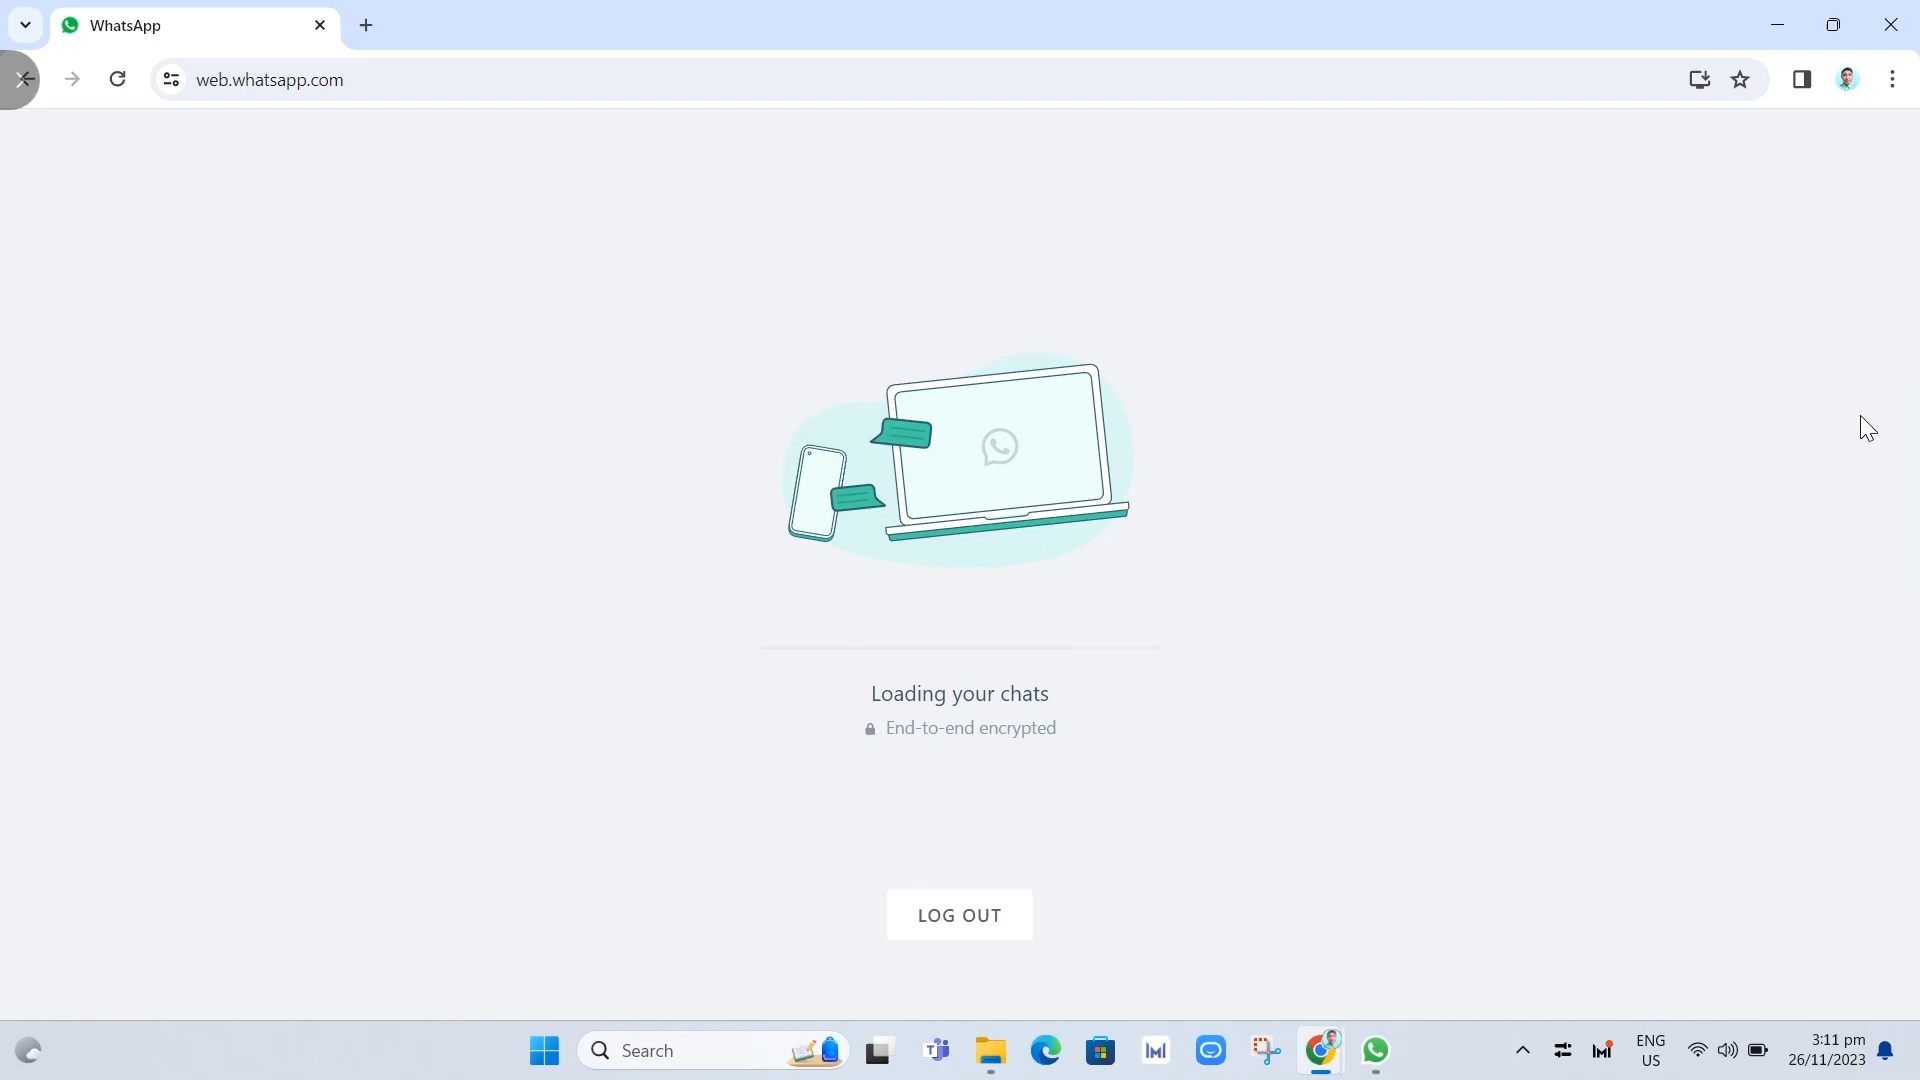 WhatsApp
web.whatsapp.com
Loading your chats
End-to-end encrypted
LOG OUT
Search
ENG
US
3:11 pm
26/11/2023